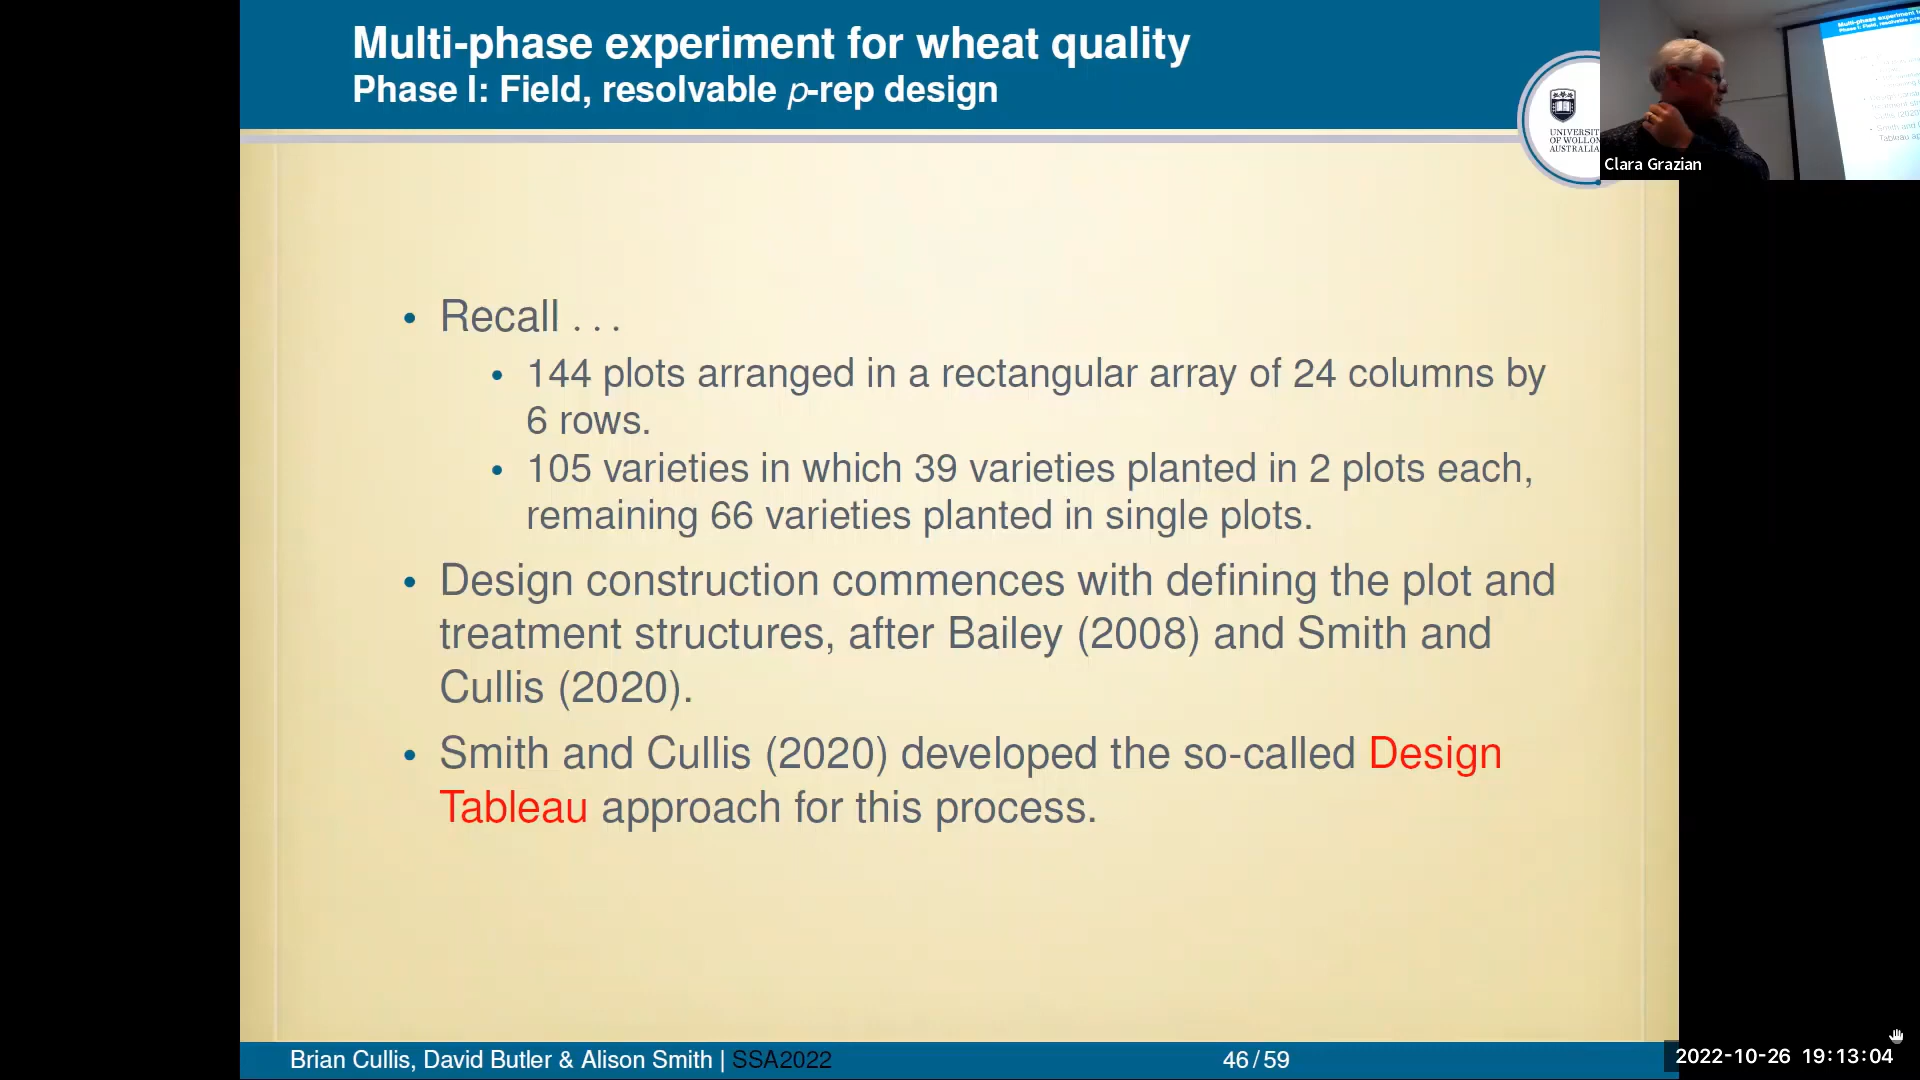 Multi-phase experiment for wheat quality
Phase I: Field, resolvable p-rep design
UNIVERSIT
OF WOLLON
AUSTRALIA
Clara Grazian
• Recall . . .
• 144 plots arranged in a rectangular array of 24 columns by
6 rows.
• 105 varieties in which 39 varieties planted in 2 plots each,
remaining 66 varieties planted in single plots.
• Design construction commences with defining the plot and
treatment structures, after Bailey (2008) and Smith and
Cullis (2020).
• Smith and Cullis (2020) developed the so-called Design
Tableau approach for this process.
Brian Cullis, David Butler & Alison Smith | SSA2022
46 / 59
2022-10-26 19:13:04